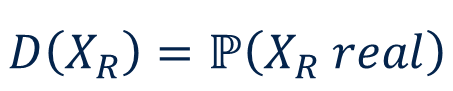 D(X_R) = ℙ(X_R real)